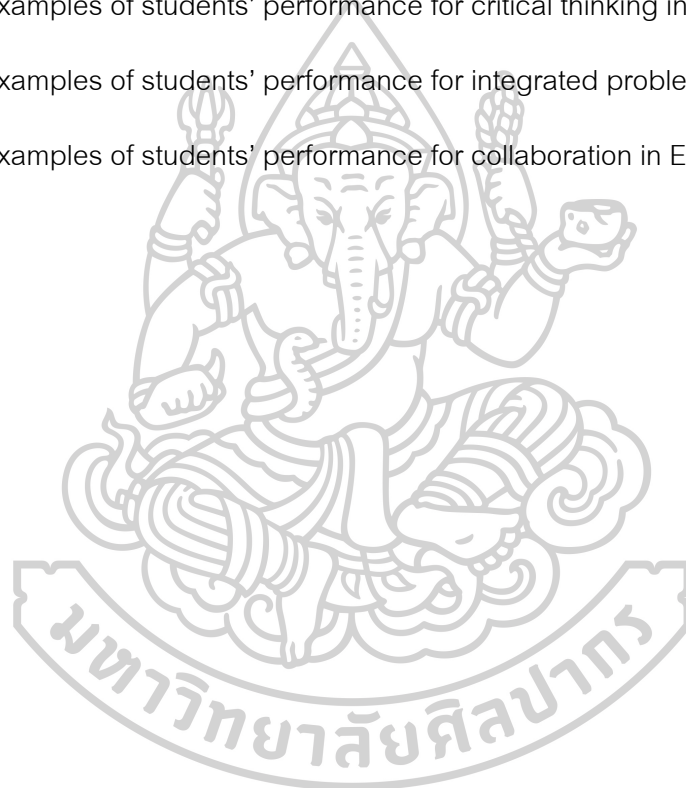 xamples of students' performance for critical thinking in
xamples of students' performance for integrated proble
xamples of students' performance for collaboration in E
มหาวิทยาลัยศิลปากร